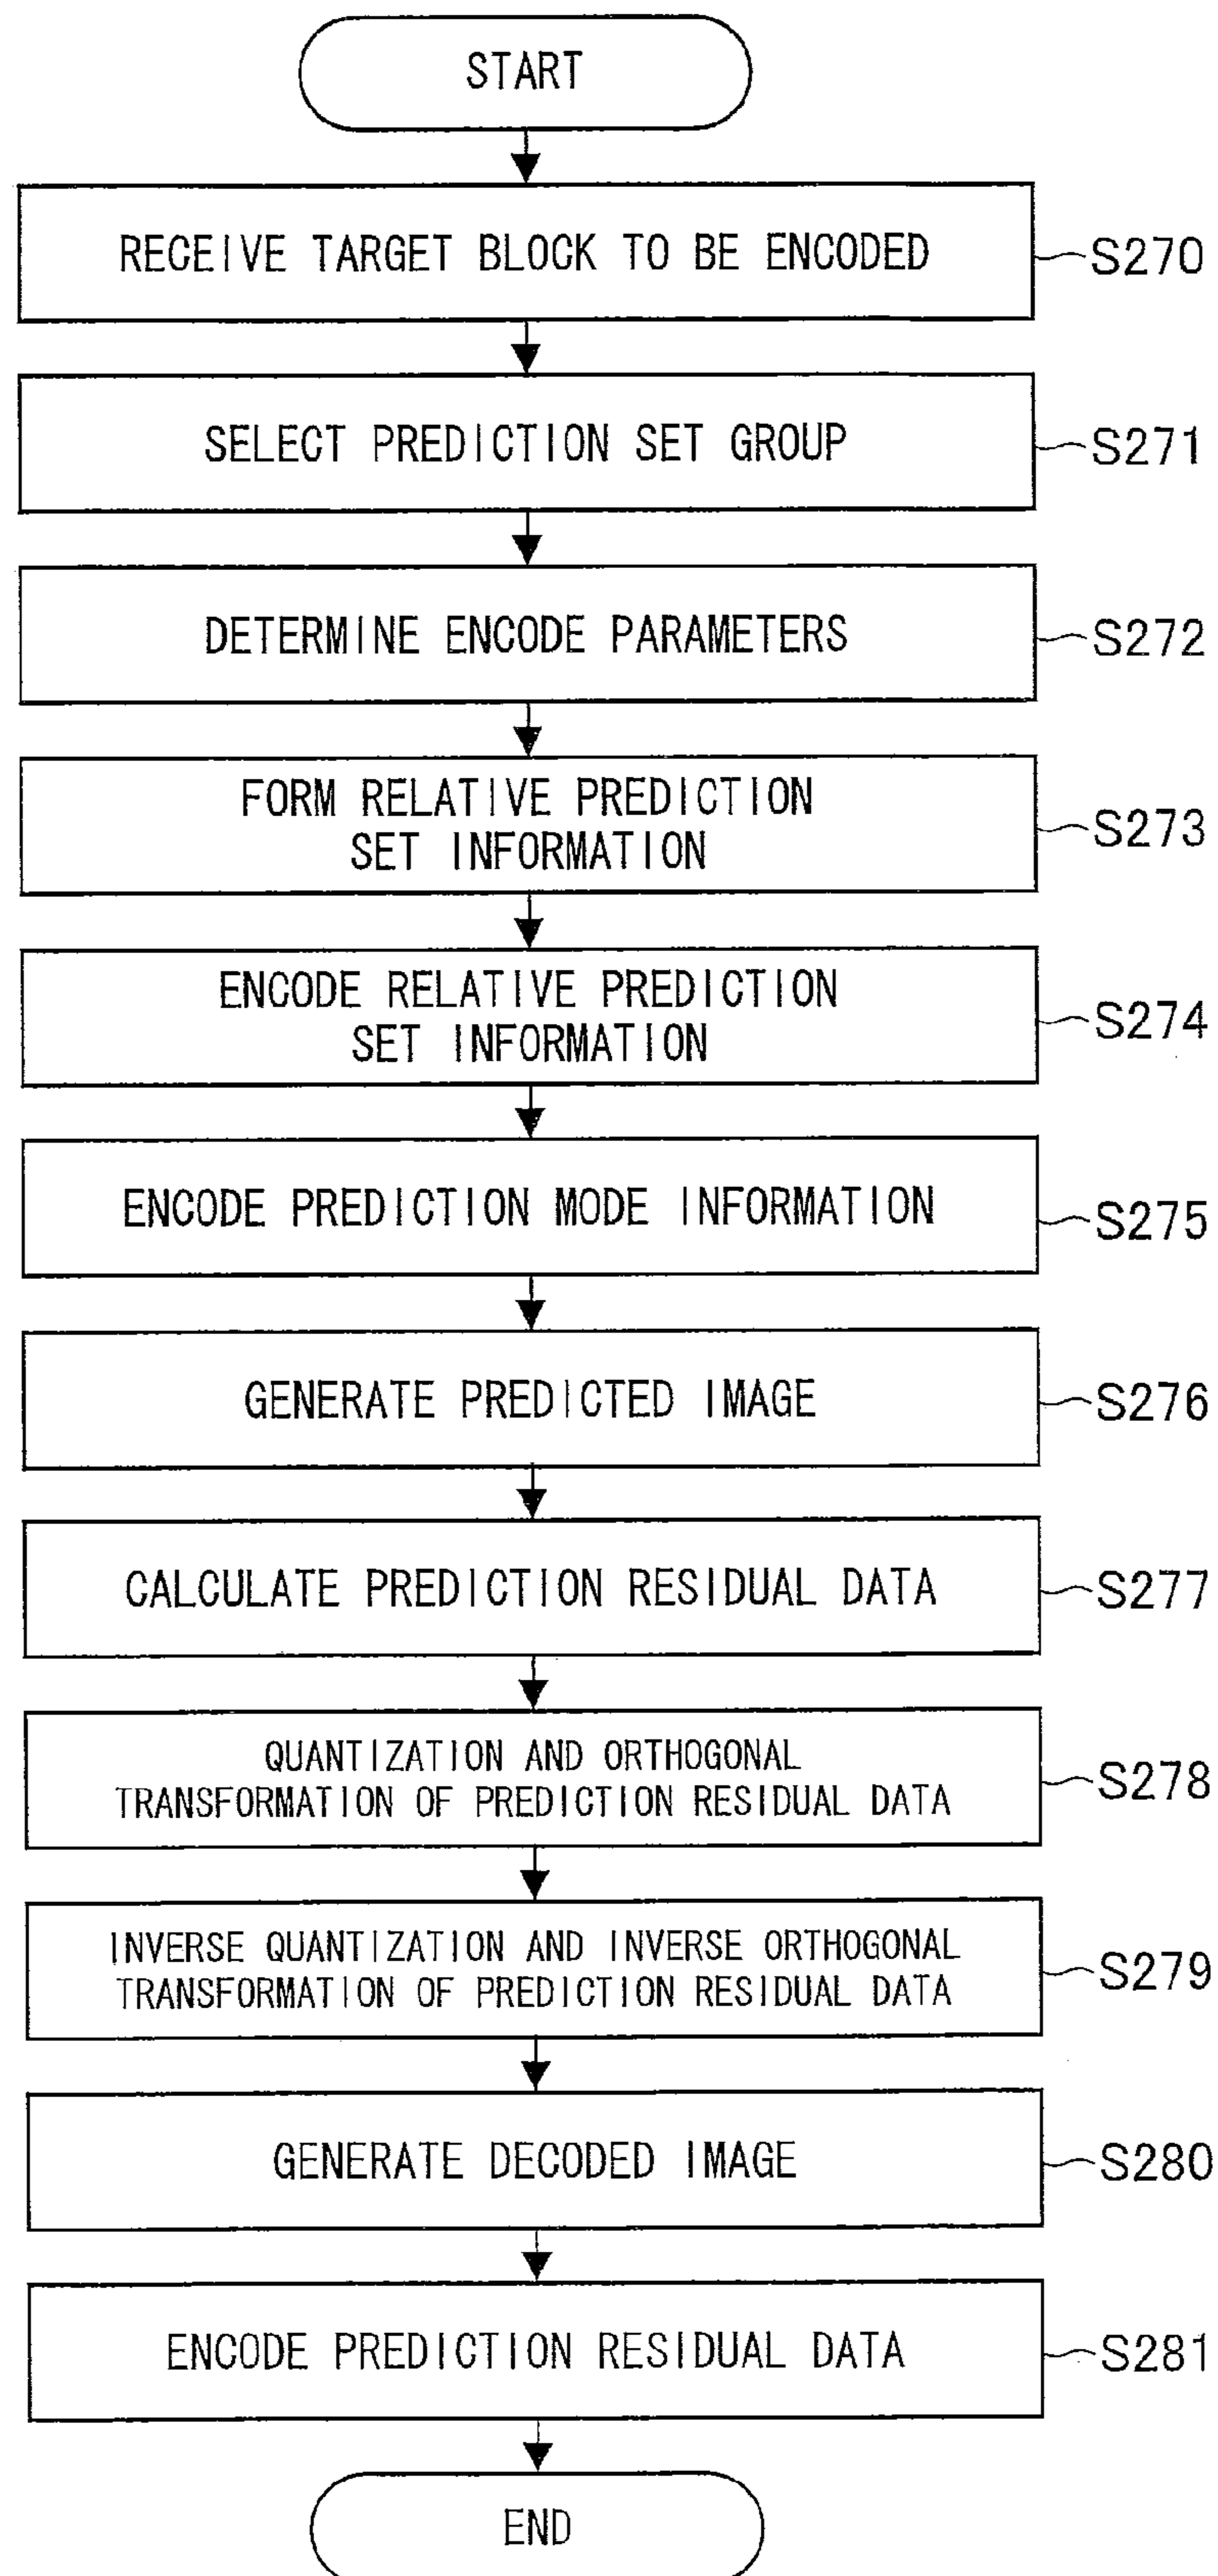 START
RECEIVE TARGET BLOCK TO BE ENCODED
S270
SELECT PREDICTION SET GROUP
S271
DETERMINE ENCODE PARAMETERS
S272
FORM RELATIVE PREDICTION
SET INFORMATION
S273
ENCODE RELATIVE PREDICTION
SET INFORMATION
S274
ENCODE PREDICTION MODE INFORMATION
S275
GENERATE PREDICTED IMAGE
S276
CALCULATE PREDICTION RESIDUAL DATA
S277
QUANTIZATION AND ORTHOGONAL
TRANSFORMATION OF PREDICTION RESIDUAL DATA
S278
INVERSE QUANTIZATION AND INVERSE ORTHOGONAL
TRANSFORMATION OF PREDICTION RESIDUAL DATA
S279
GENERATE DECODED IMAGE
S280
ENCODE PREDICTION RESIDUAL DATA
S281
END